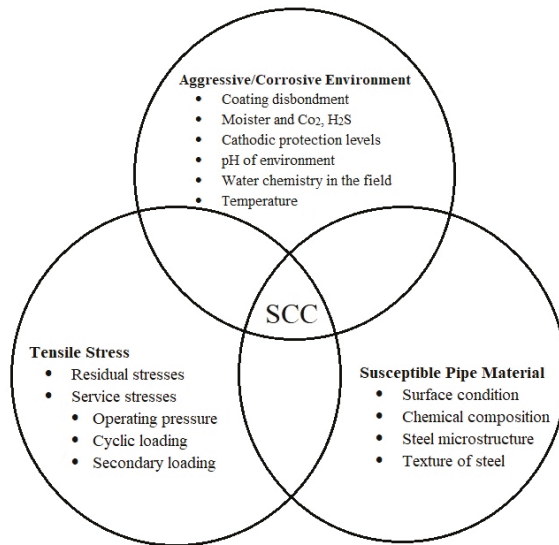 Aggressive/Corrosive Environment
• Coating disbondment
• Moister and Co2, H2S
• Cathodic protection levels
• pH of environment
• Water chemistry in the field
• Temperature
SCC
Tensile Stress
• Residual stresses
• Service stresses
• Operating pressure
• Cyclic loading
• Secondary loading
Susceptible Pipe Material
• Surface condition
• Chemical composition
• Steel microstructure
• Texture of steel